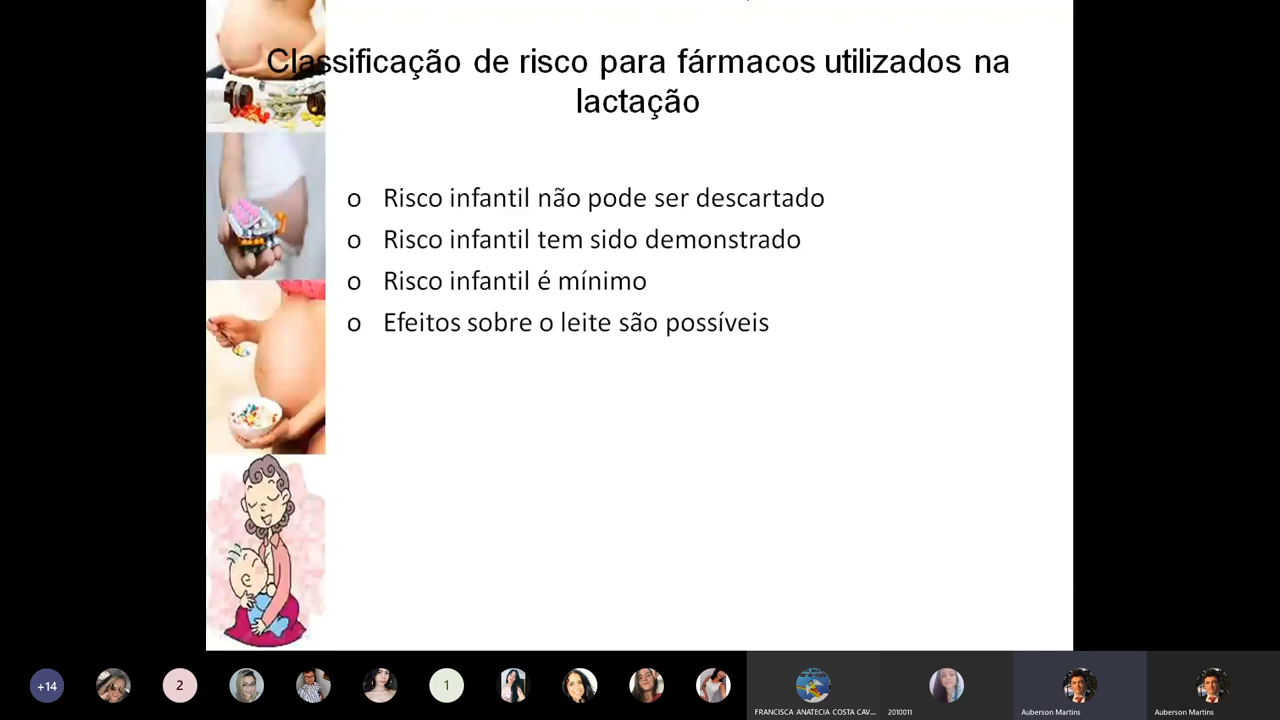 Classificação de risco para fármacos utilizados na
lactação
o Risco infantil não pode ser descartado
o Risco infantil tem sido demonstrado
o Risco infantil é mínimo
o Efeitos sobre o leite são possíveis
+14
2
1
FRANCISCA ANATECIA COSTA CAV...
2010011
Auberson Martins
Auberson Martins